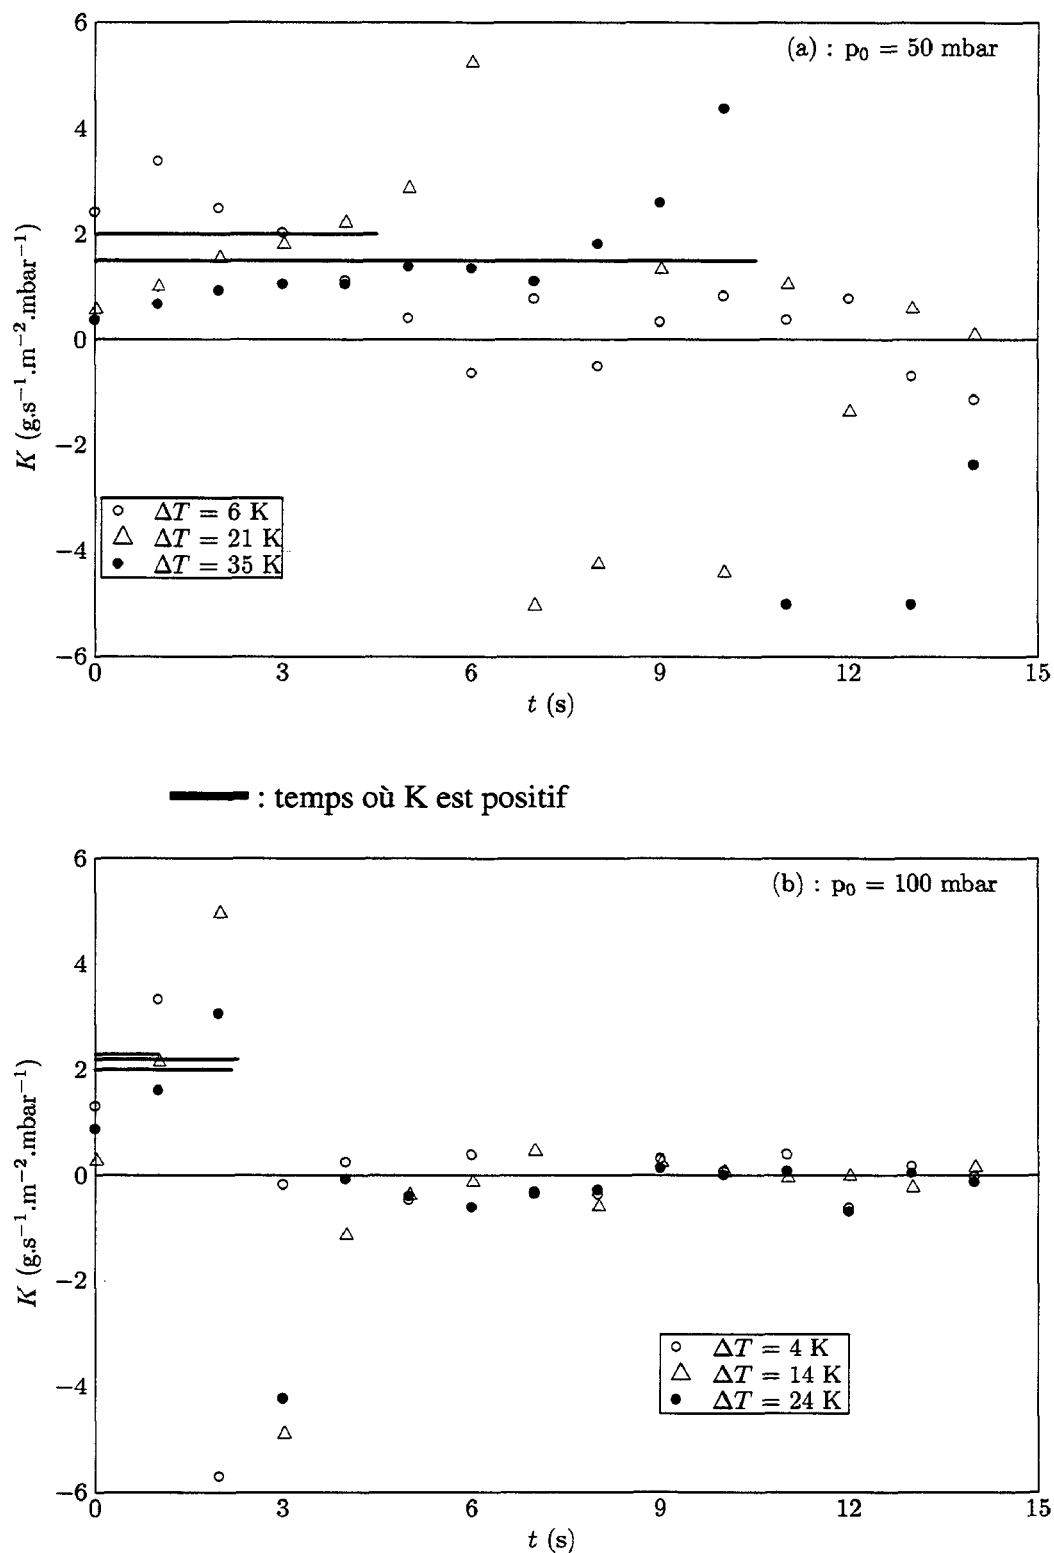 (a) : p₀ = 50 mbar
6
4
2
0
−2
−4
−6
K (g.s⁻¹.m⁻².mbar⁻¹)
ΔT = 6 K
ΔT = 21 K
ΔT = 35 K
0 3 6 9 12 15
t (s)
: temps où K est positif
(b) : p₀ = 100 mbar
6
4
2
0
−2
−4
−6
K (g.s⁻¹.m⁻².mbar⁻¹)
ΔT = 4 K
ΔT = 14 K
ΔT = 24 K
0 3 6 9 12 15
t (s)